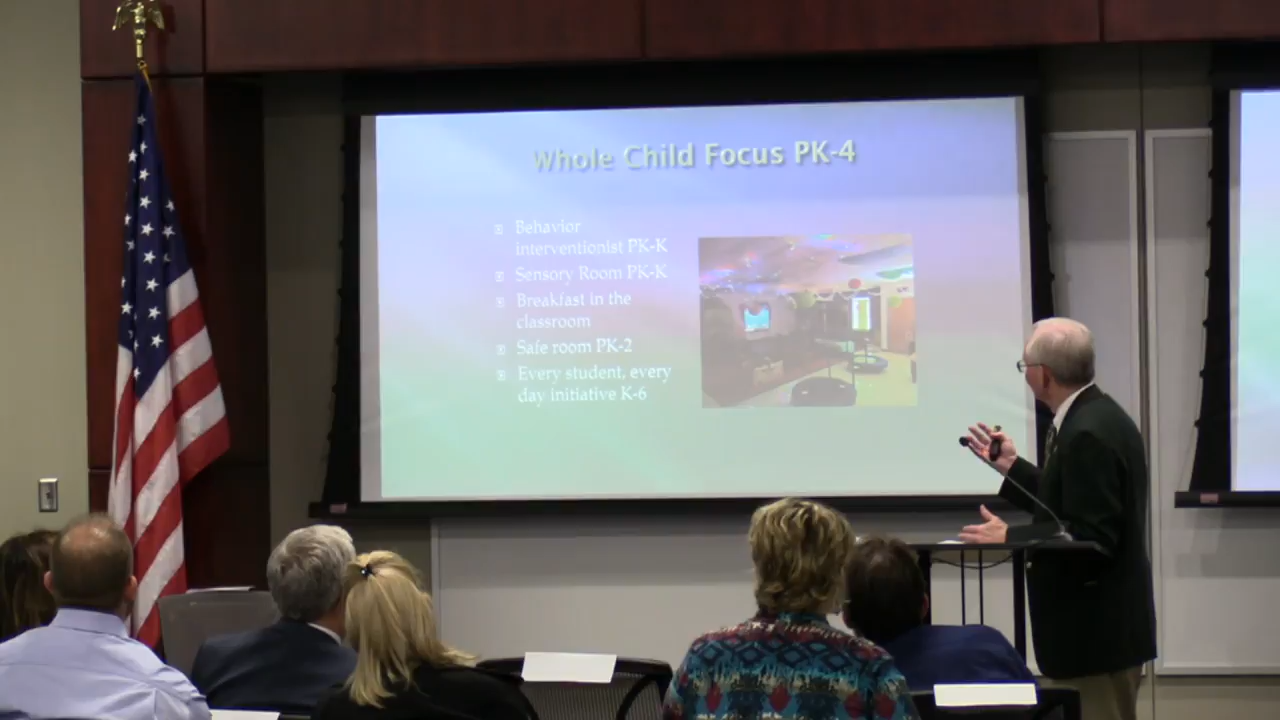 Whole Child Focus PK-4
Behavior
interventionist PK-K
Sensory Room PK-K
Breakfast in the
classroom
Safe room PK-2
Every student, every
day initiative K-6